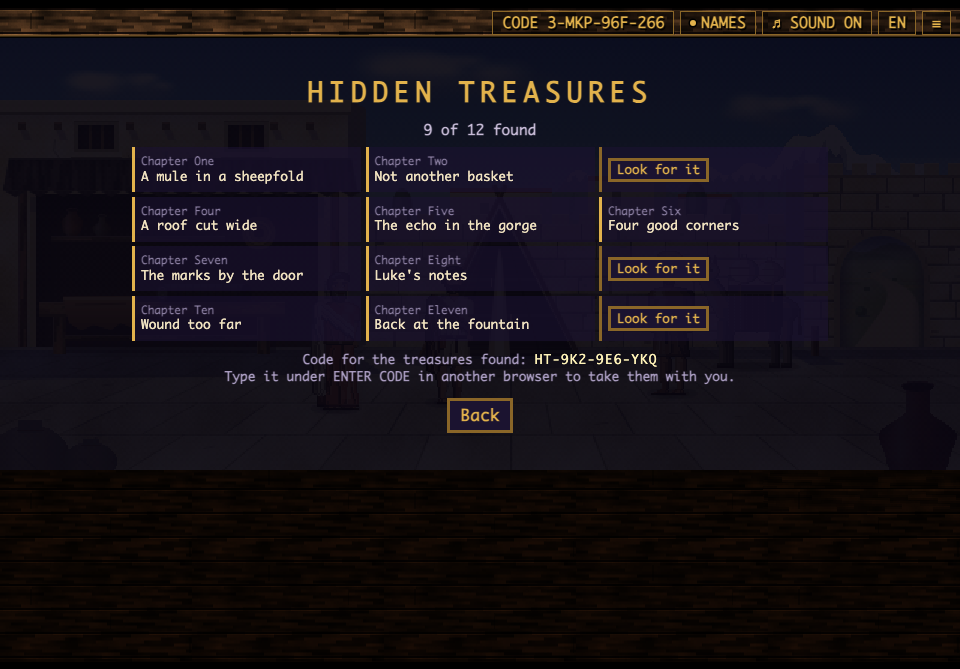 CODE 3-MKP-96F-266 • NAMES ♬ SOUND ON EN ≡
HIDDEN TREASURES
9 of 12 found
Chapter One
A mule in a sheepfold
Chapter Two
Not another basket
Look for it
Chapter Four
A roof cut wide
Chapter Five
The echo in the gorge
Chapter Six
Four good corners
Chapter Seven
The marks by the door
Chapter Eight
Luke's notes
Look for it
Chapter Ten
Wound too far
Chapter Eleven
Back at the fountain
Look for it
Code for the treasures found: HT-9K2-9E6-YKQ
Type it under ENTER CODE in another browser to take them with you.
Back